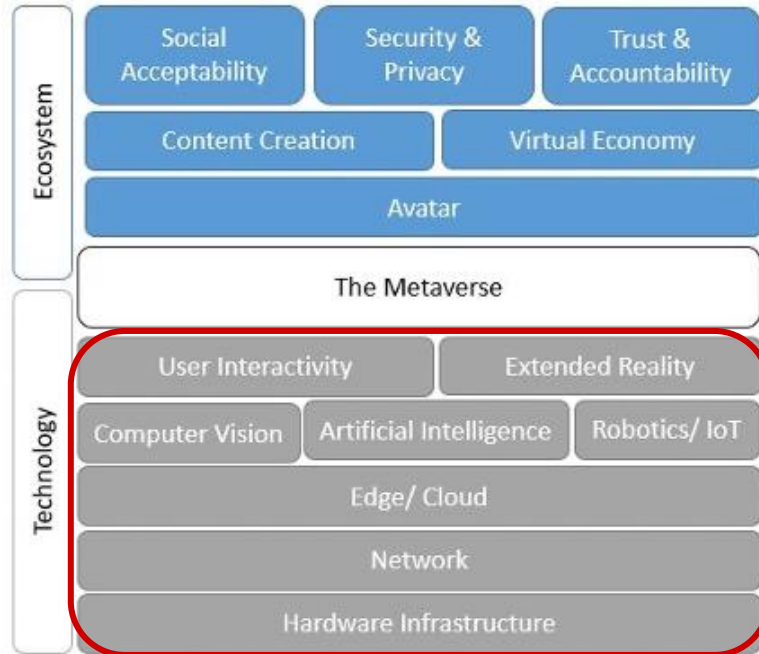 Ecosystem
Social
Acceptability
Security &
Privacy
Trust &
Accountability
Content Creation
Virtual Economy
Avatar
The Metaverse
Technology
User Interactivity
Extended Reality
Computer Vision
Artificial Intelligence
Robotics/ IoT
Edge/ Cloud
Network
Hardware Infrastructure